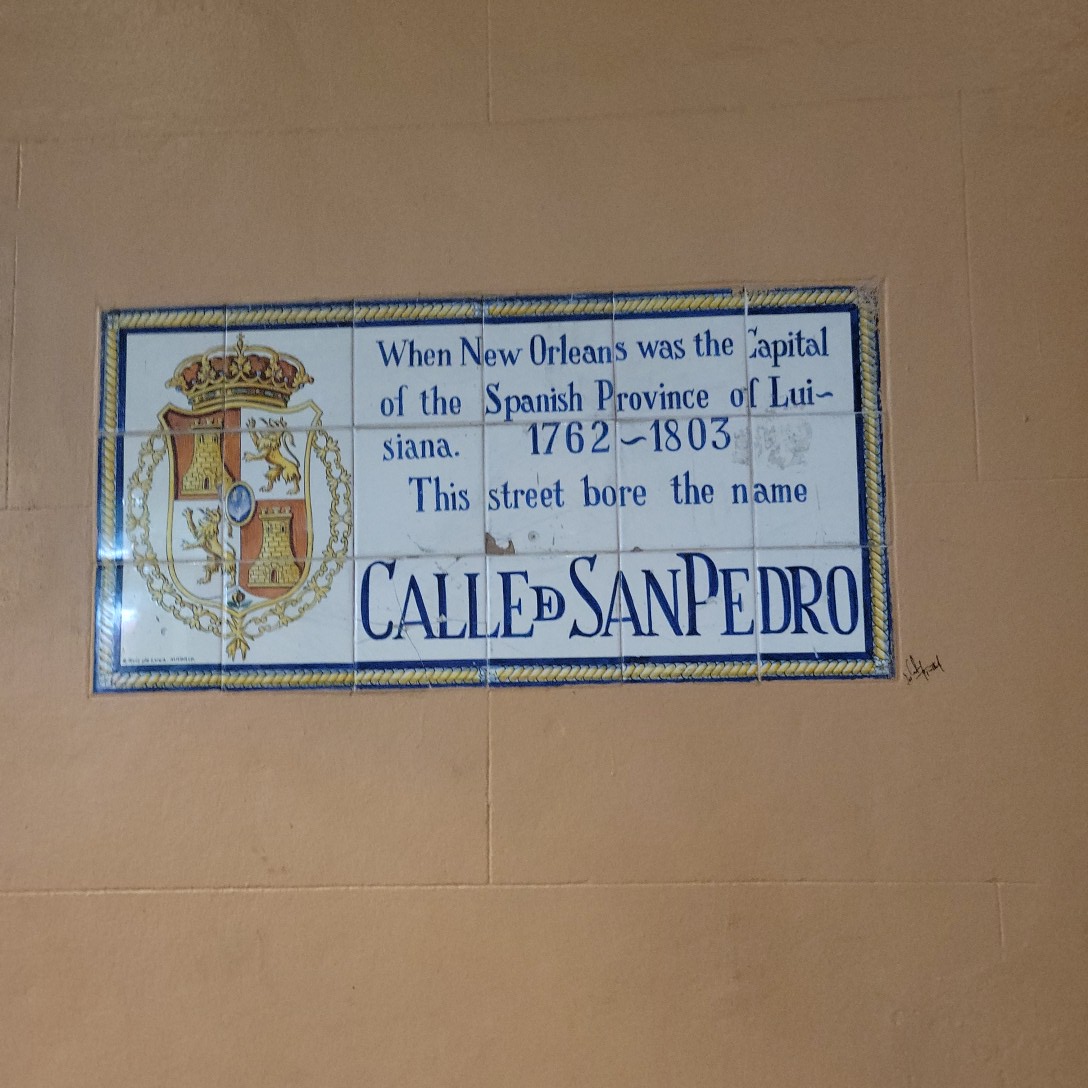 When New Orleans was the Capital
of the Spanish Province of Lui~
siana. 1762~1803
This street bore the name
CALLE DE SAN PEDRO